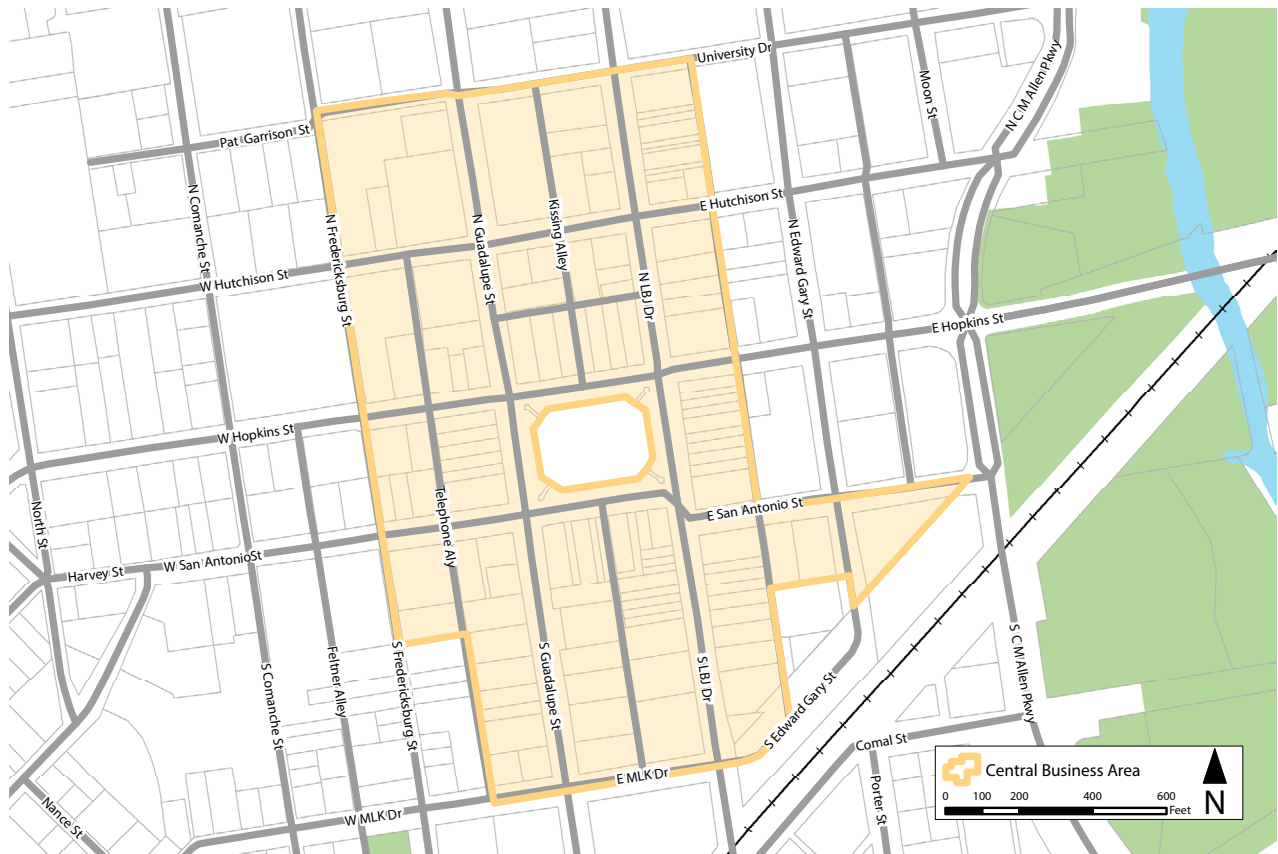 University Dr
N C M Allen Pkwy
Moon St
Pat Garrison St
N Comanche St
N Fredericksburg St
N Guadalupe St
Kissing Alley
E Hutchison St
N Edward Gary St
W Hutchison St
N LBJ Dr
E Hopkins St
W Hopkins St
North St
Telephone Aly
E San Antonio St
Harvey St
W San Antonio St
S Comanche St
Feltner Alley
S Fredericksburg St
S Guadalupe St
S LBJ Dr
S Edward Gary St
S C M Allen Pkwy
Comal St
Porter St
E MLK Dr
W MLK Dr
Nance St
Central Business Area
0 100 200 400 600
Feet
N